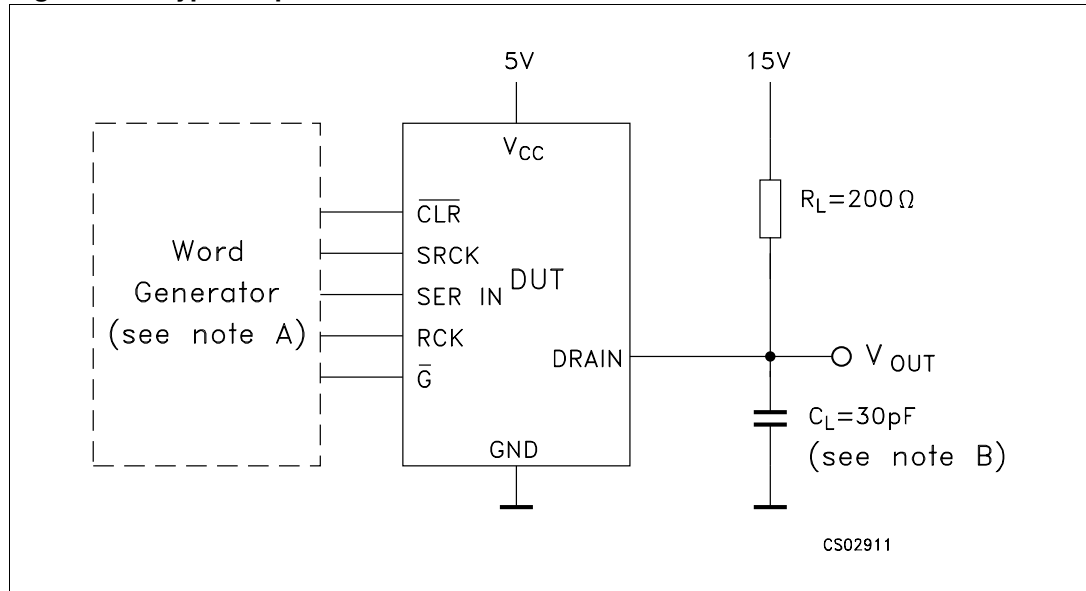 5V
15V
VCC
CLR
SRCK
SER IN
RCK
G
DUT
DRAIN
GND
Word
Generator
(see note A)
RL=200Ω
VOUT
CL=30pF
(see note B)
CS02911